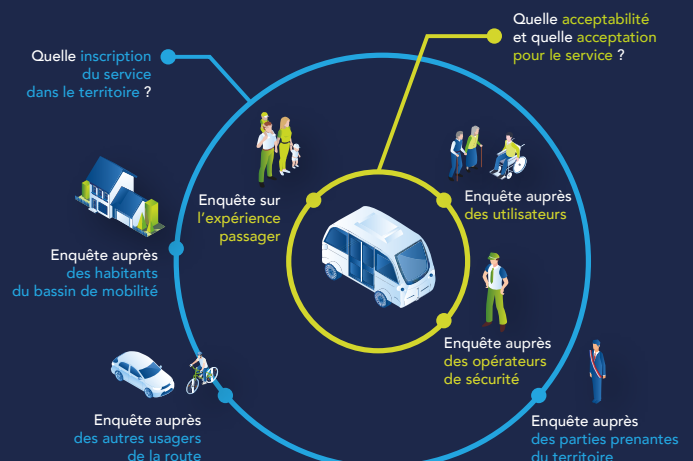 Quelle acceptabilité
et quelle acceptation
pour le service ?
Quelle inscription
du service
dans le territoire ?
Enquête sur
l'expérience
passager
Enquête auprès
des utilisateurs
Enquête auprès
des habitants
du bassin de mobilité
Enquête auprès
des opérateurs
de sécurité
Enquête auprès
des autres usagers
de la route
Enquête auprès
des parties prenantes
du territoire